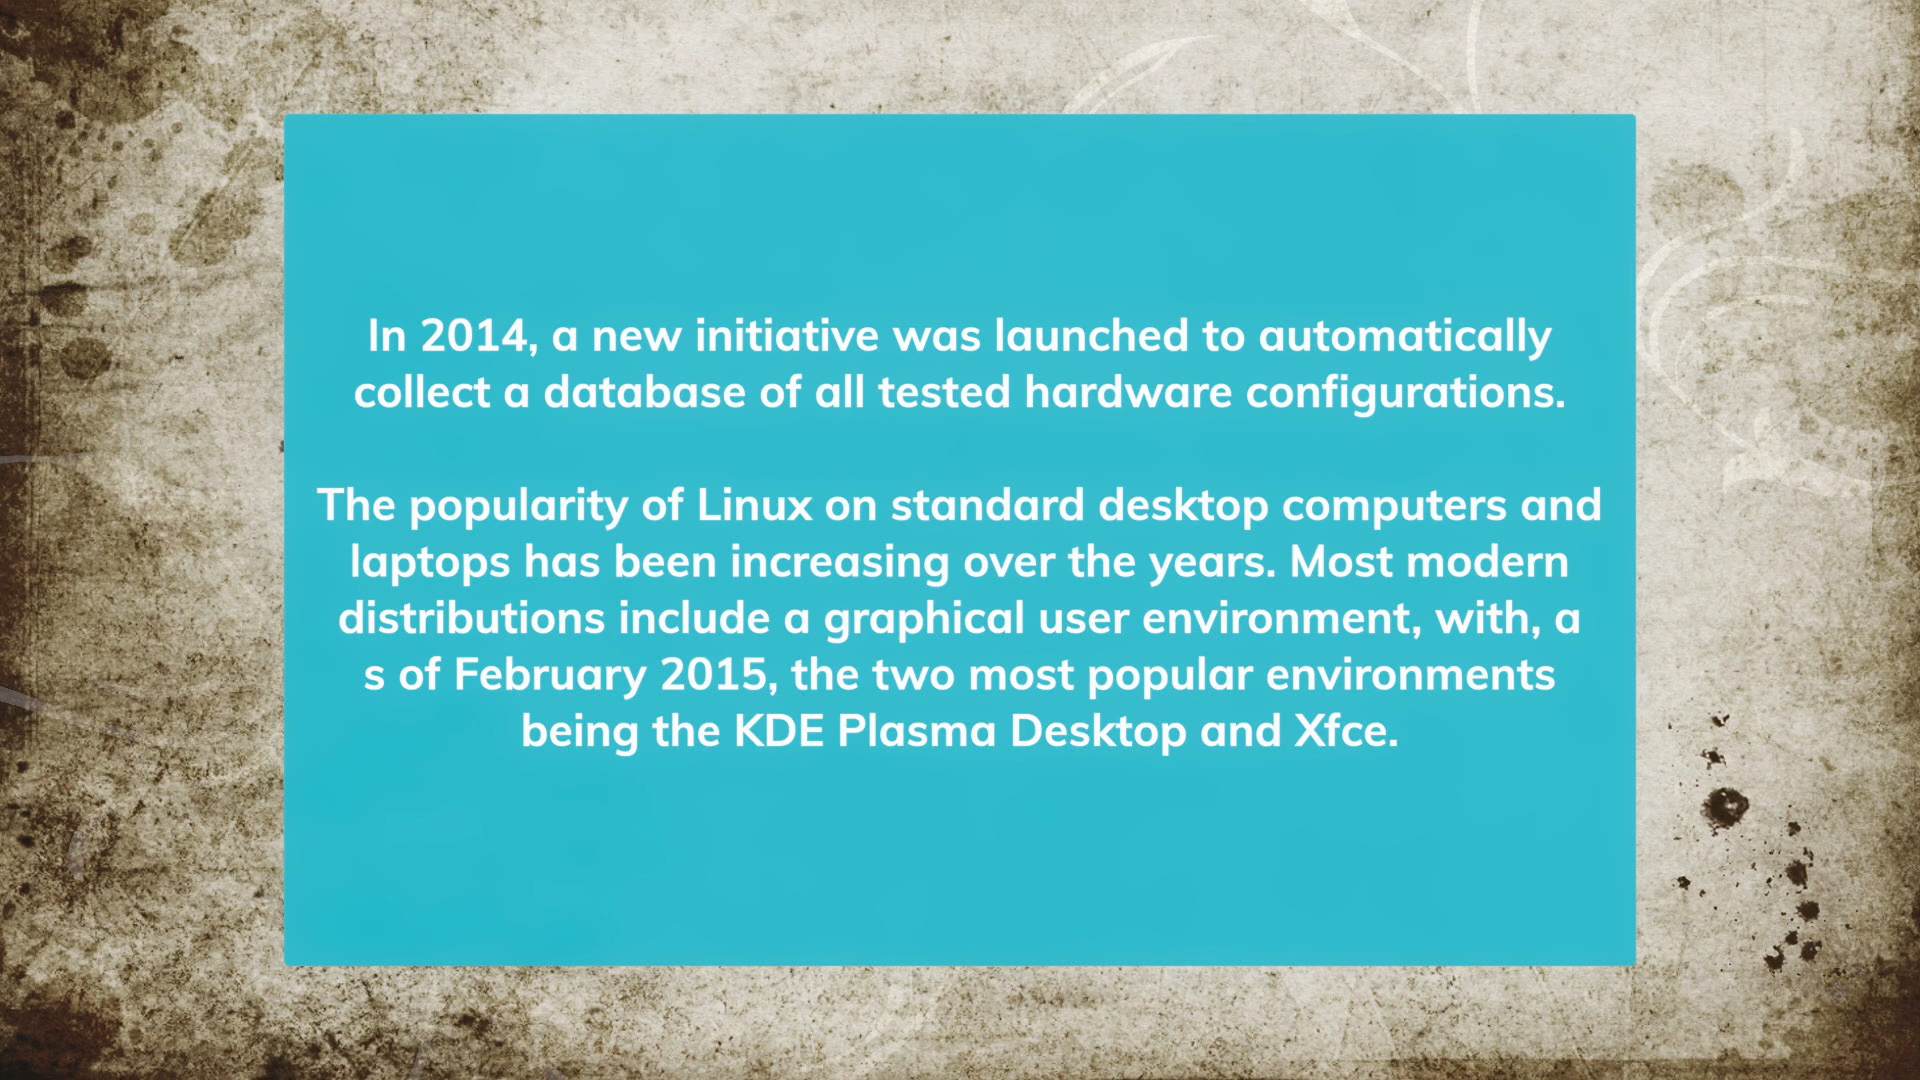 In 2014, a new initiative was launched to automatically
collect a database of all tested hardware configurations.
The popularity of Linux on standard desktop computers and
laptops has been increasing over the years. Most modern
distributions include a graphical user environment, with, a
s of February 2015, the two most popular environments
being the KDE Plasma Desktop and Xfce.